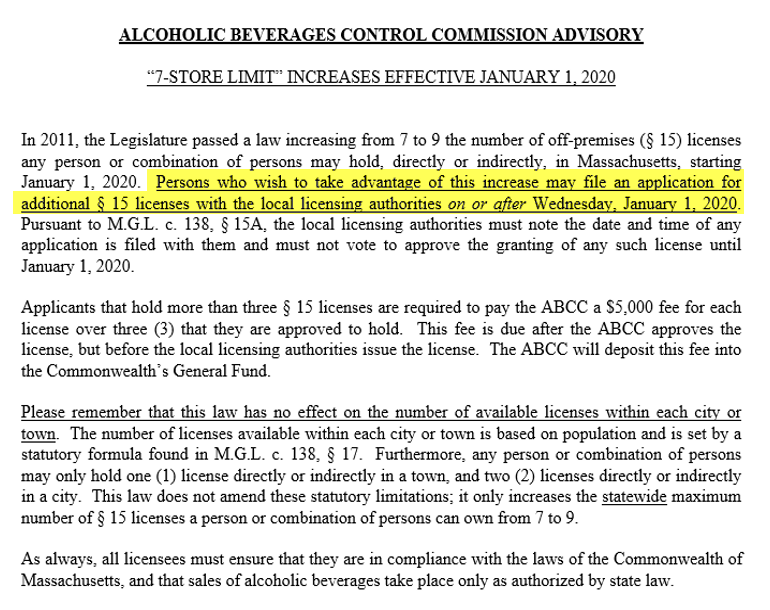 ALCOHOLIC BEVERAGES CONTROL COMMISSION ADVISORY
“7-STORE LIMIT” INCREASES EFFECTIVE JANUARY 1, 2020
In 2011, the Legislature passed a law increasing from 7 to 9 the number of off-premises (§ 15) licenses
any person or combination of persons may hold, directly or indirectly, in Massachusetts, starting
January 1, 2020. Persons who wish to take advantage of this increase may file an application for
additional § 15 licenses with the local licensing authorities on or after Wednesday, January 1, 2020.
Pursuant to M.G.L. c. 138, § 15A, the local licensing authorities must note the date and time of any
application is filed with them and must not vote to approve the granting of any such license until
January 1, 2020.
Applicants that hold more than three § 15 licenses are required to pay the ABCC a $5,000 fee for each
license over three (3) that they are approved to hold. This fee is due after the ABCC approves the
license, but before the local licensing authorities issue the license. The ABCC will deposit this fee into
the Commonwealth’s General Fund.
Please remember that this law has no effect on the number of available licenses within each city or
town. The number of licenses available within each city or town is based on population and is set by a
statutory formula found in M.G.L. c. 138, § 17. Furthermore, any person or combination of persons
may only hold one (1) license directly or indirectly in a town, and two (2) licenses directly or indirectly
in a city. This law does not amend these statutory limitations; it only increases the statewide maximum
number of § 15 licenses a person or combination of persons can own from 7 to 9.
As always, all licensees must ensure that they are in compliance with the laws of the Commonwealth of
Massachusetts, and that sales of alcoholic beverages take place only as authorized by state law.